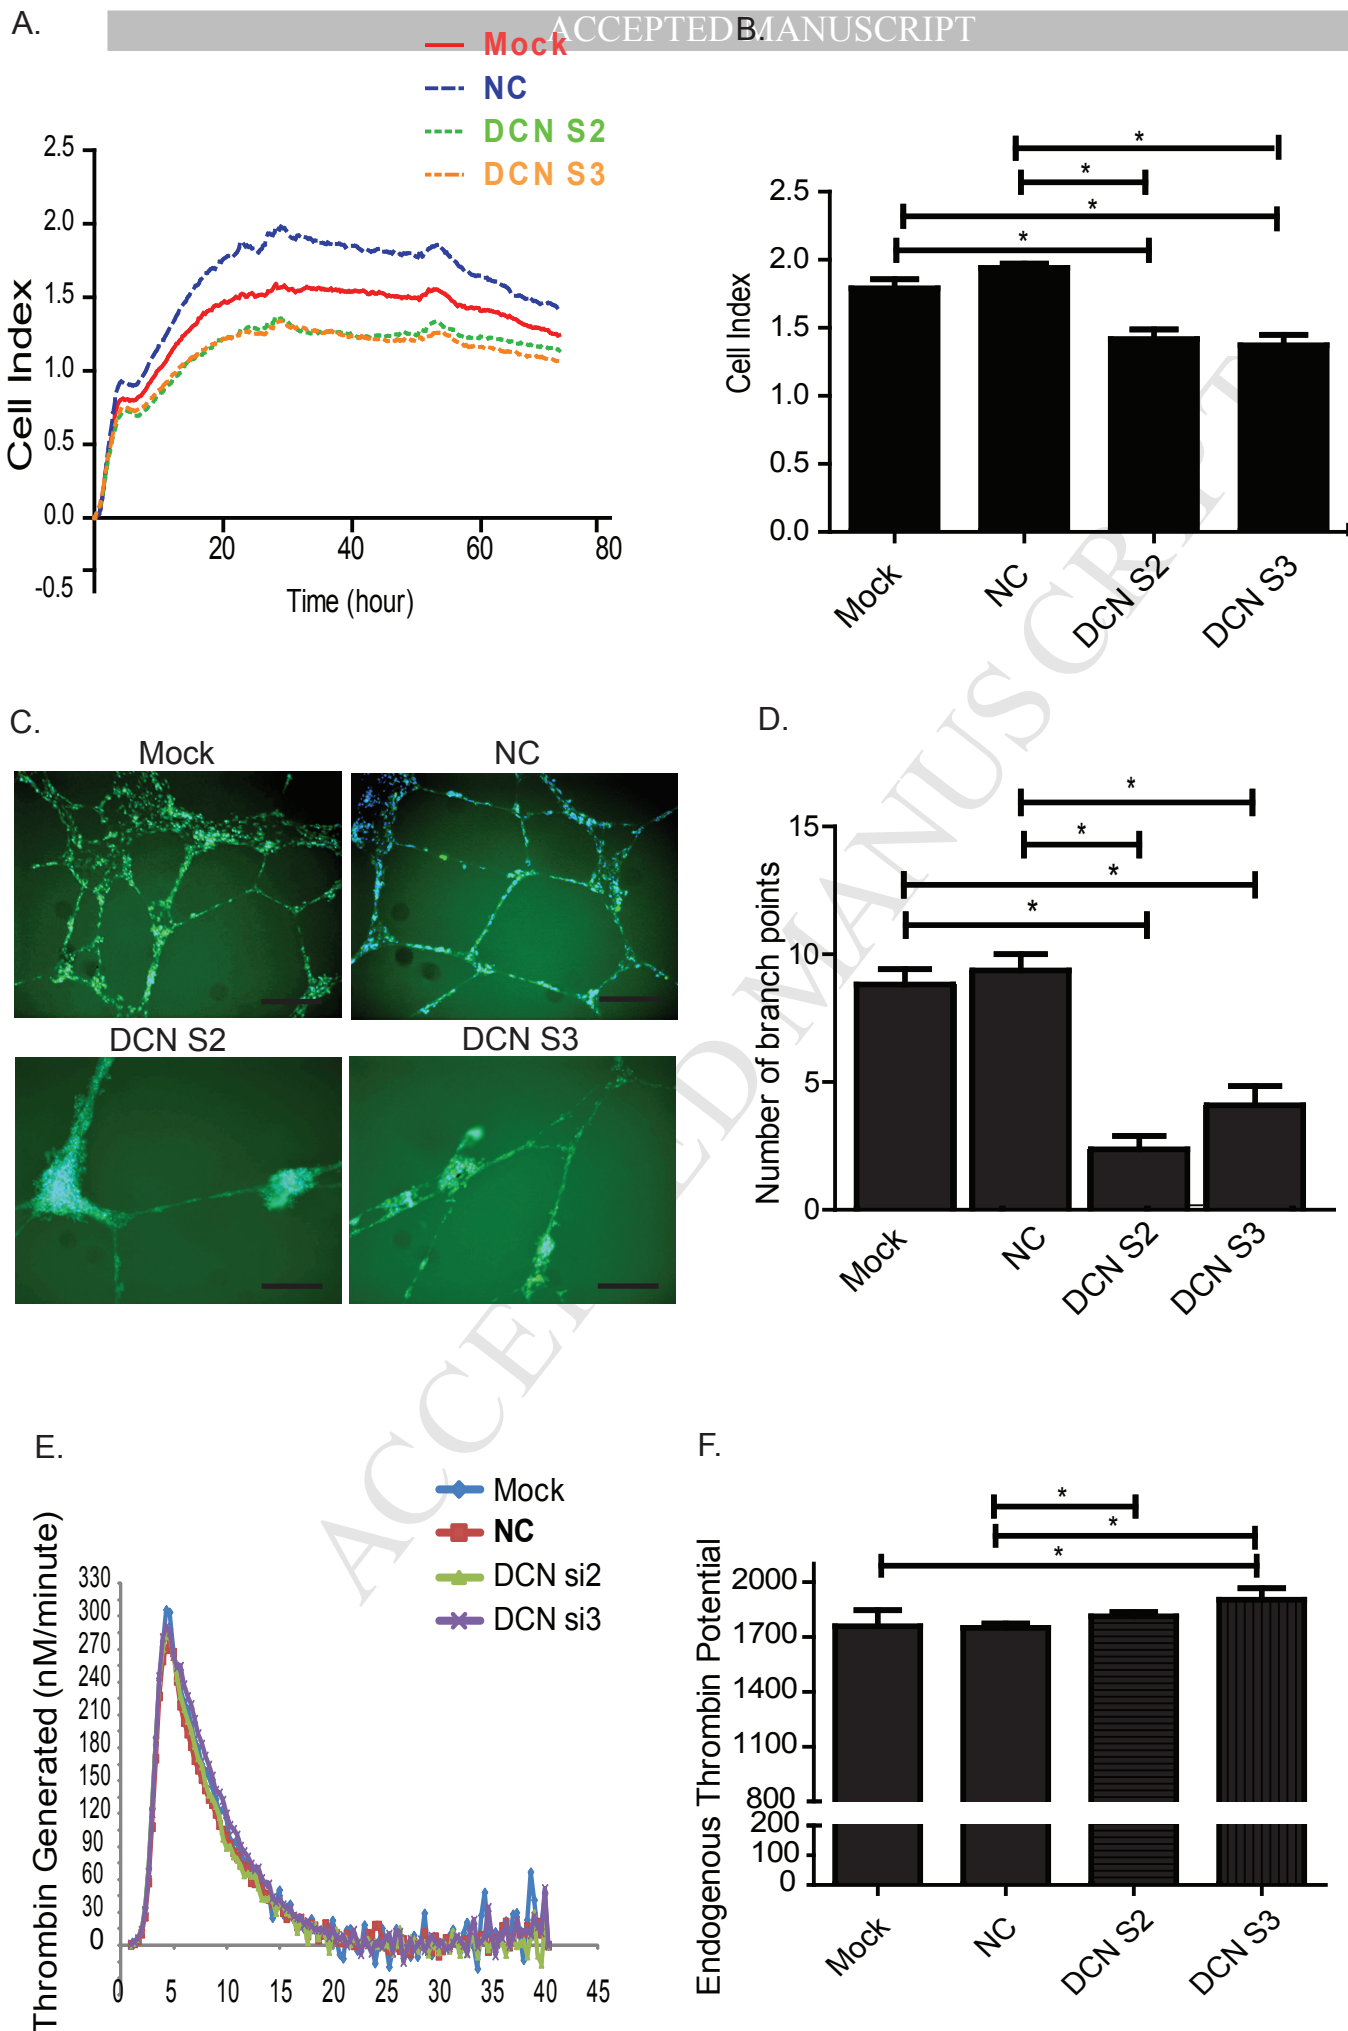 A.
ACCEPTED MANUSCRIPT
B.
Mock
NC
DCN S2
DCN S3
2.5
2.0
1.5
1.0
0.5
0.0
-0.5
Cell Index
20
40
60
80
Time (hour)
*
*
*
*
2.5
2.0
1.5
1.0
0.5
0.0
Cell Index
Mock
NC
DCN S2
DCN S3
C.
Mock
NC
DCN S2
DCN S3
D.
*
*
*
*
15
10
5
0
Number of branch points
Mock
NC
DCN S2
DCN S3
ACCEPTED MANUSCRIPT
E.
Mock
NC
DCN si2
DCN si3
330
300
270
240
210
180
150
120
90
60
30
0
Thrombin Generated (nM/minute)
0
5
10
15
20
25
30
35
40
45
F.
*
*
*
2000
1700
1400
1100
800
200
100
0
Endogenous Thrombin Potential
Mock
NC
DCN S2
DCN S3